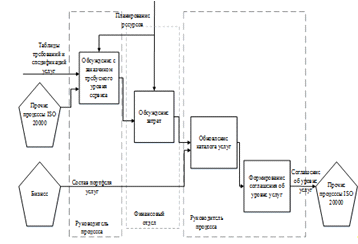 Планирование
ресурсов
Таблицы
требований и
спецификаций
услуг
Обсуждение с
заказчиком
требуемого
уровня
сервиса
Прочие
процессы ISO
20000
Обсуждение
затрат
Обновление
каталога услуг
Бизнес
Состав портфеля
услуг
Формирование
соглашения об
уровне услуг
Соглашение
об уровне
услуг
Прочие
процессы ISO
20000
Руководитель
процесса
Финансовый
отдел
Руководитель
процесса